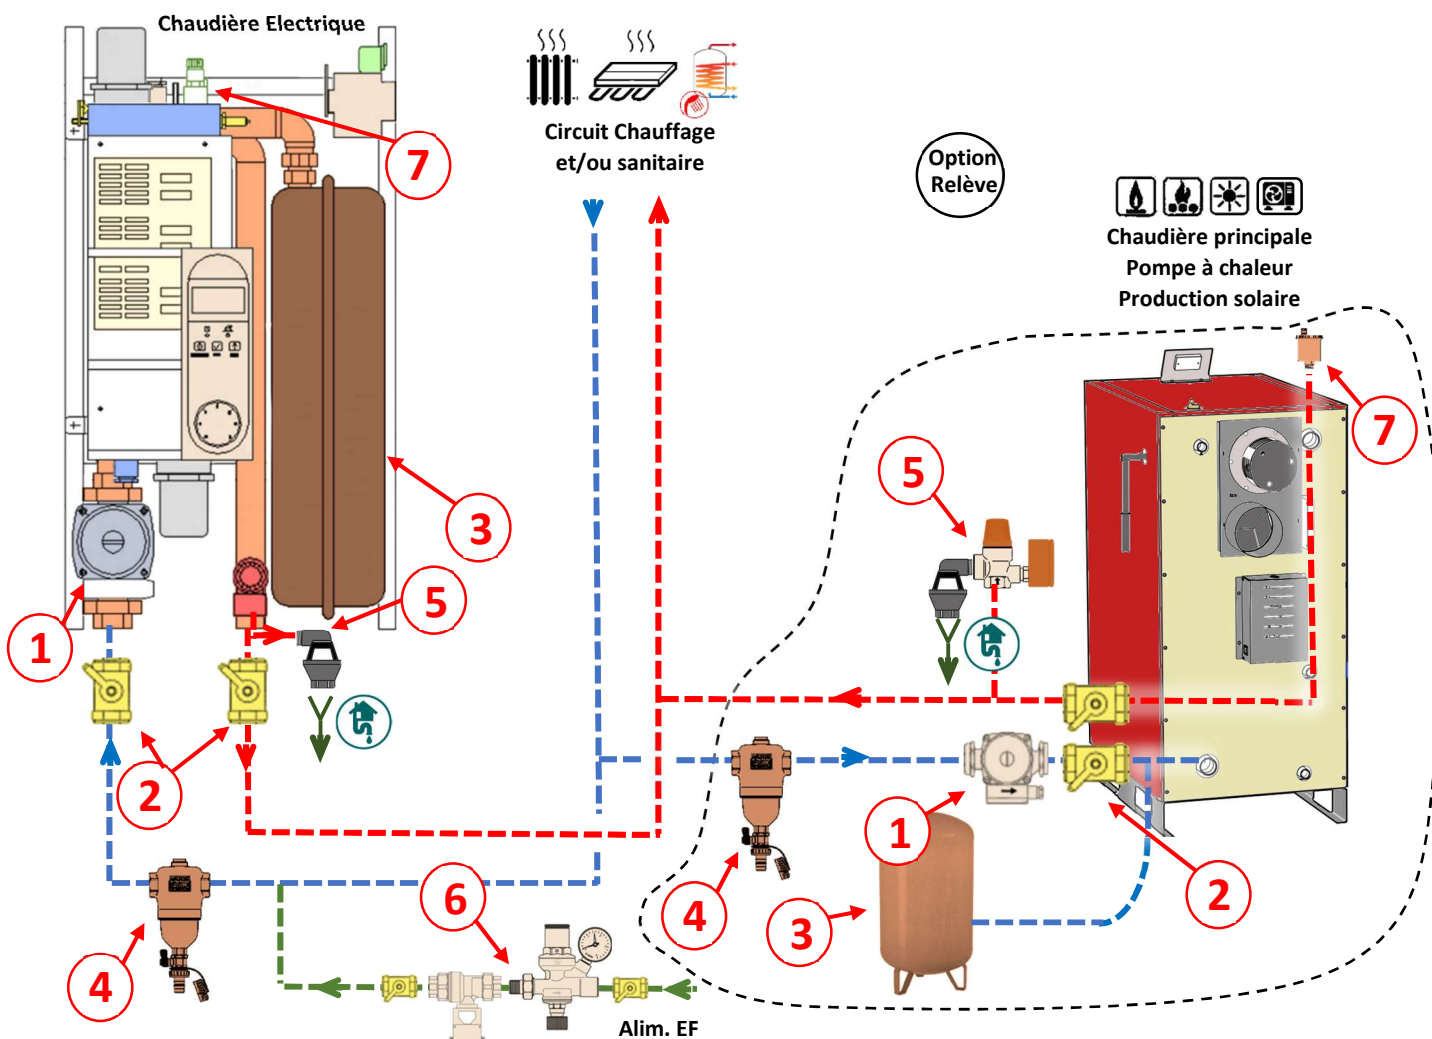 Chaudière Electrique
7
Circuit Chauffage
et/ou sanitaire
Option
Relève
Chaudière principale
Pompe à chaleur
Production solaire
7
5
3
5
1
2
1
6
4
2
3
4
Alim. EF